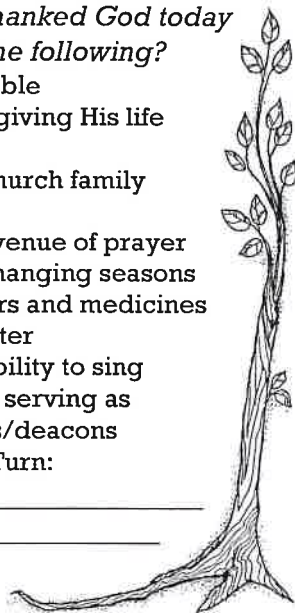 hanked God today
ne following?
ble
giving His life
hurch family
venue of prayer
hanging seasons
rs and medicines
ter
bility to sing
serving as
s/deacons
Turn: